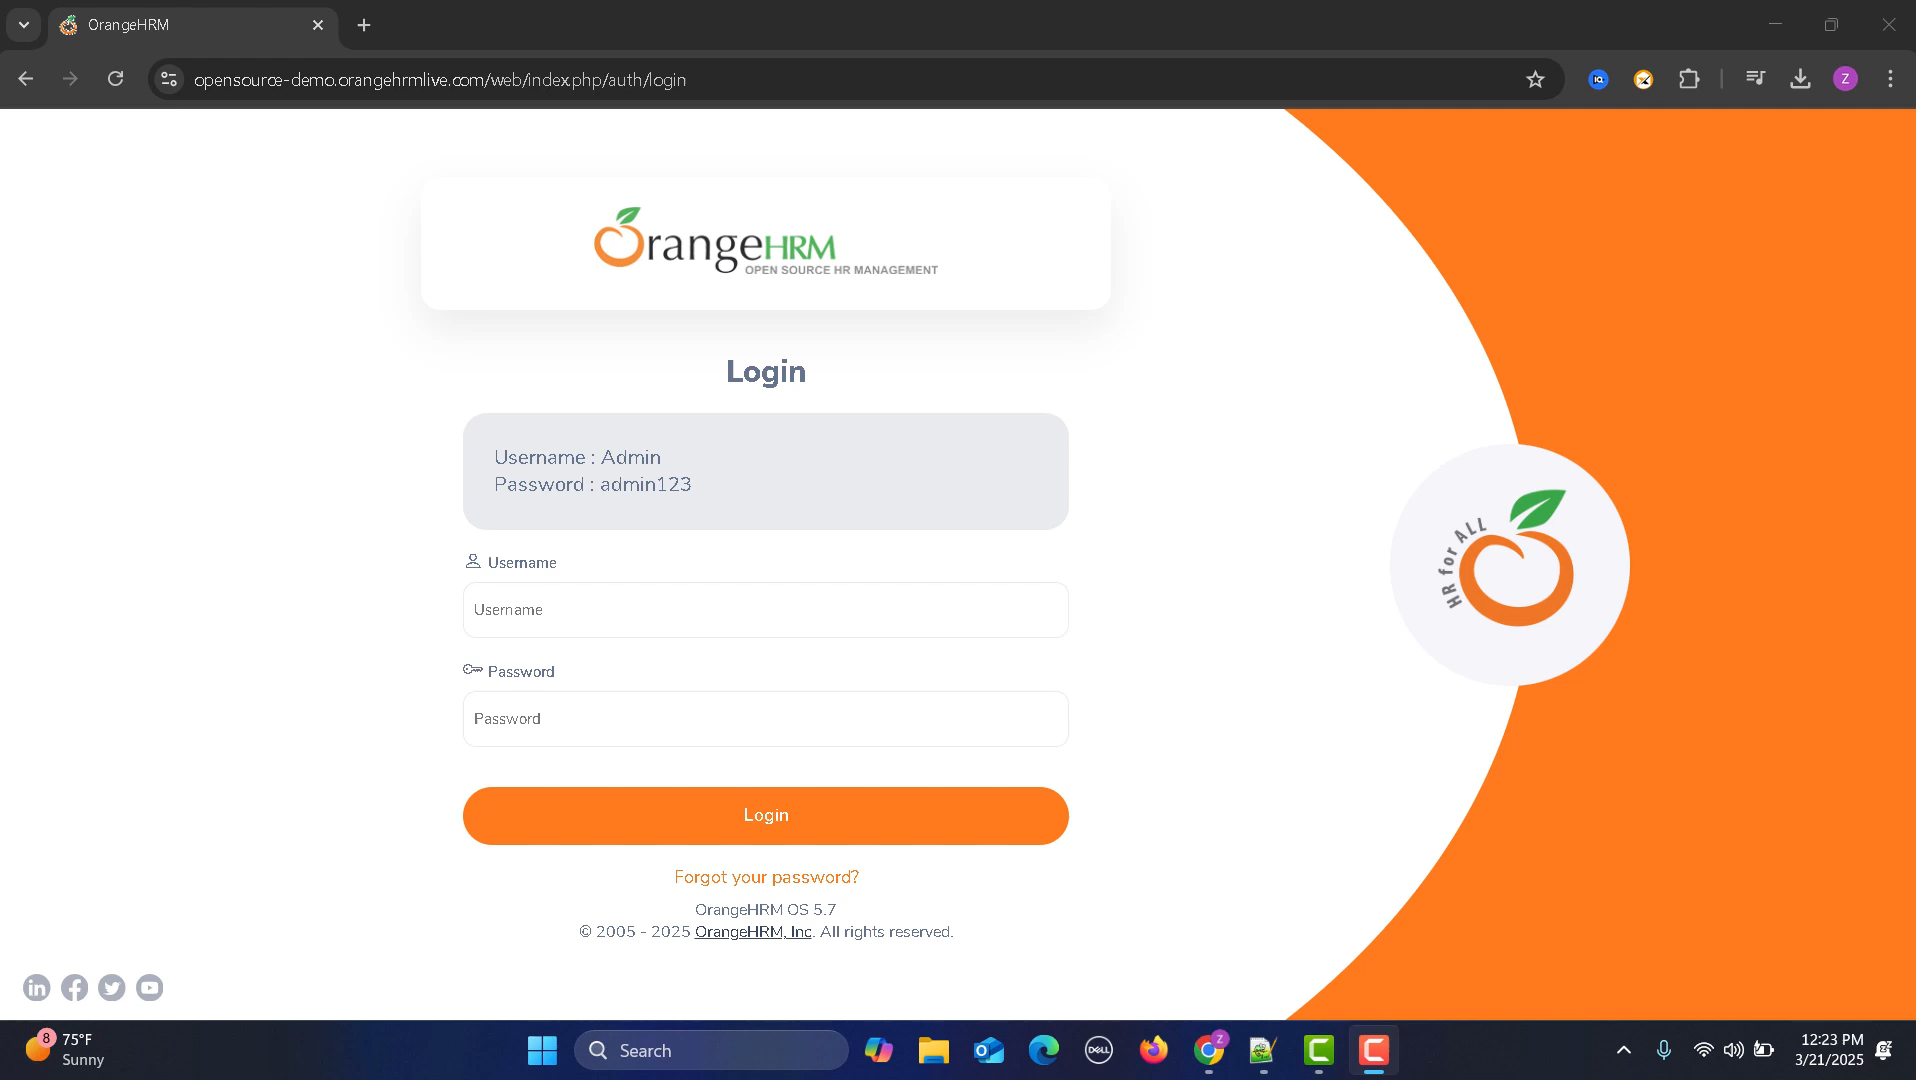 OrangeHRM
opensource-demo.orangehrmlive.com/web/index.php/auth/login
Z
OrangeHRM
OPEN SOURCE HR MANAGEMENT
Login
Username : Admin
Password : admin123
Username
Username
Password
Password
Login
Forgot your password?
OrangeHRM OS 5.7
© 2005 - 2025 OrangeHRM, Inc. All rights reserved.
HR for ALL
8
75°F
Sunny
Search
DELL
Z
12:23 PM
3/21/2025